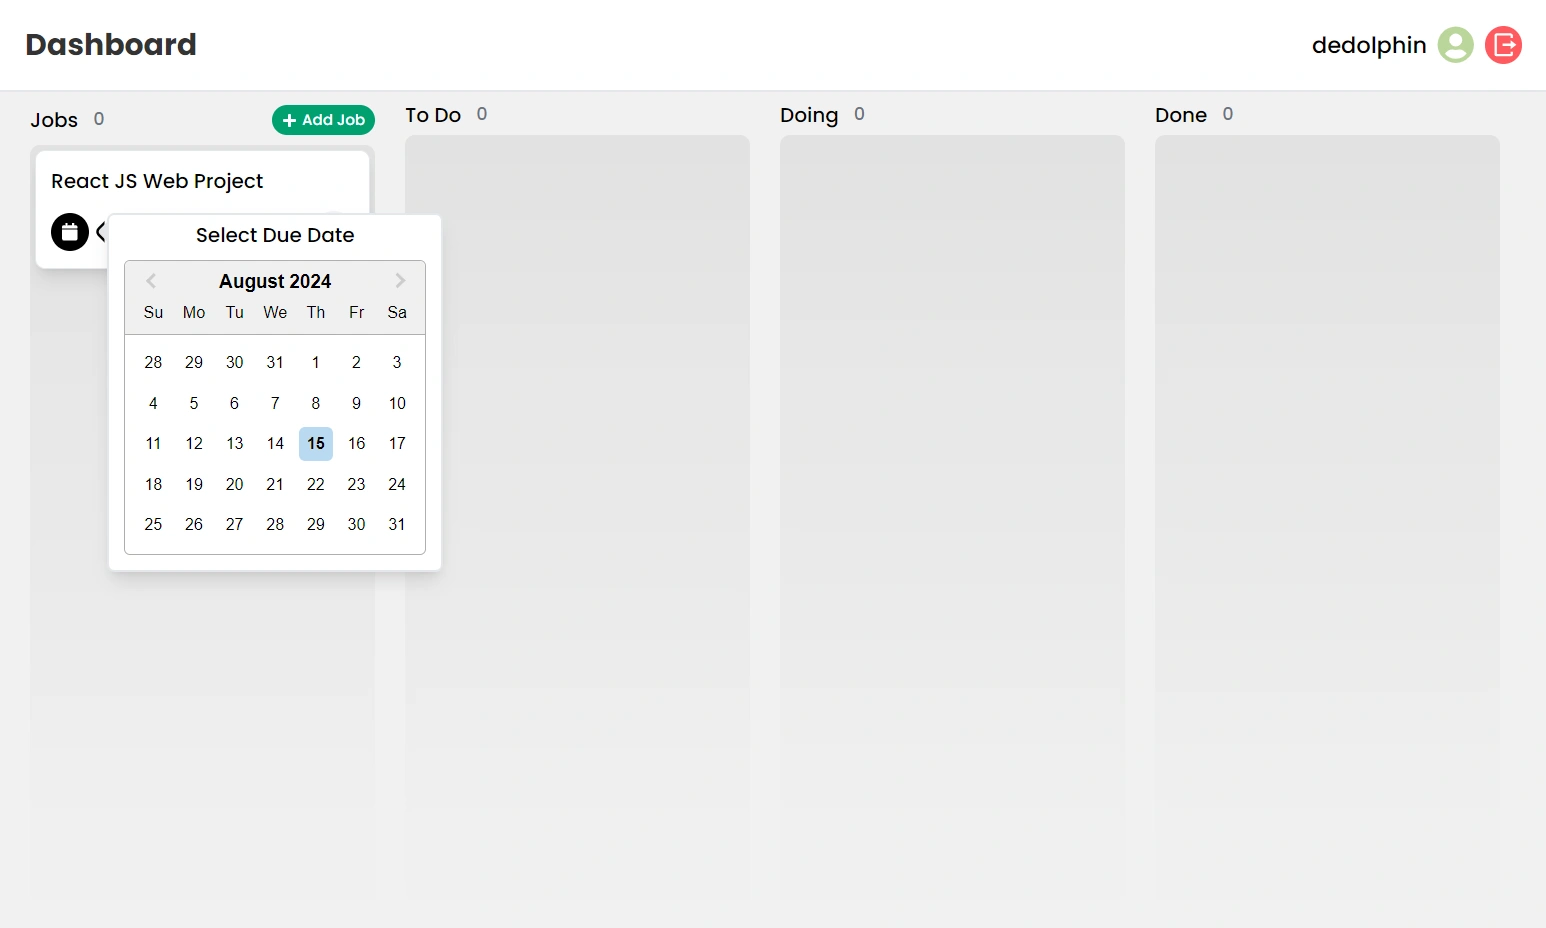 Dashboard
dedolphin
Jobs 0
+ Add Job
To Do 0
Doing 0
Done 0
React JS Web Project
Select Due Date
August 2024
Su Mo Tu We Th Fr Sa
28 29 30 31 1 2 3
4 5 6 7 8 9 10
11 12 13 14 15 16 17
18 19 20 21 22 23 24
25 26 27 28 29 30 31